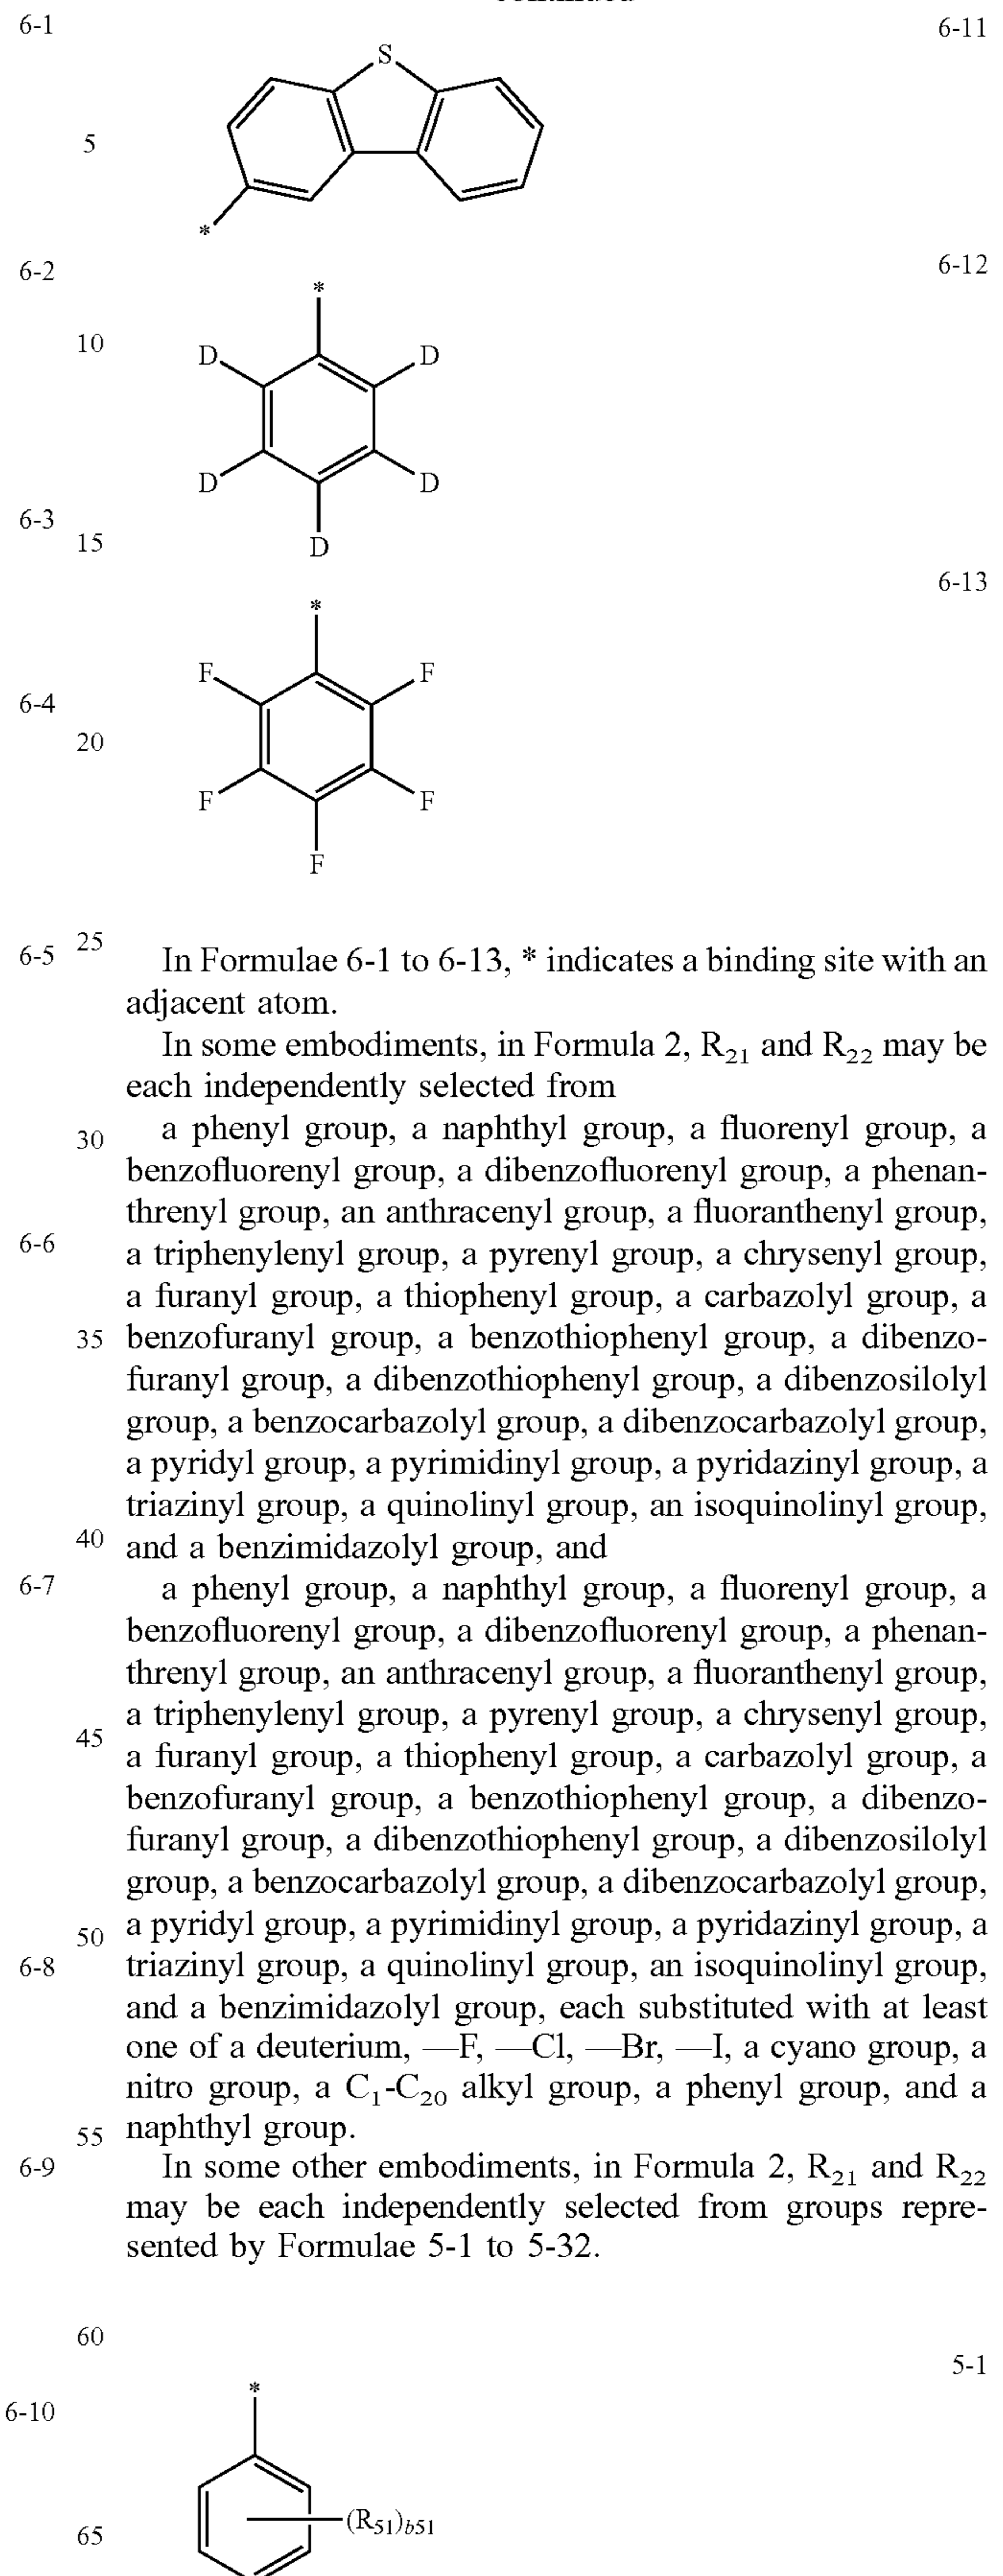 6-1
6-11
S
5
*
6-2
6-12
*
10
D D
D D
6-3
15
D
6-13
*
F F
6-4
20
F F
F
25
6-5
In Formulae 6-1 to 6-13, * indicates a binding site with an
adjacent atom.
In some embodiments, in Formula 2, R21 and R22 may be
each independently selected from
30 a phenyl group, a naphthyl group, a fluorenyl group, a
benzofluorenyl group, a dibenzofluorenyl group, a phenan-
threnyl group, an anthracenyl group, a fluoranthenyl group,
6-6 a triphenylenyl group, a pyrenyl group, a chrysenyl group,
a furanyl group, a thiophenyl group, a carbazolyl group, a
35 benzofuranyl group, a benzothiophenyl group, a dibenzo-
furanyl group, a dibenzothiophenyl group, a dibenzosilolyl
group, a benzocarbazolyl group, a dibenzocarbazolyl group,
a pyridyl group, a pyrimidinyl group, a pyridazinyl group, a
triazinyl group, a quinolinyl group, an isoquinolinyl group,
40 and a benzimidazolyl group, and
6-7 a phenyl group, a naphthyl group, a fluorenyl group, a
benzofluorenyl group, a dibenzofluorenyl group, a phenan-
threnyl group, an anthracenyl group, a fluoranthenyl group,
a triphenylenyl group, a pyrenyl group, a chrysenyl group,
45 a furanyl group, a thiophenyl group, a carbazolyl group, a
benzofuranyl group, a benzothiophenyl group, a dibenzo-
furanyl group, a dibenzothiophenyl group, a dibenzosilolyl
group, a benzocarbazolyl group, a dibenzocarbazolyl group,
50 a pyridyl group, a pyrimidinyl group, a pyridazinyl group, a
6-8 triazinyl group, a quinolinyl group, an isoquinolinyl group,
and a benzimidazolyl group, each substituted with at least
one of a deuterium, —F, —Cl, —Br, —I, a cyano group, a
nitro group, a C1-C20 alkyl group, a phenyl group, and a
55 naphthyl group.
6-9 In some other embodiments, in Formula 2, R21 and R22
may be each independently selected from groups repre-
sented by Formulae 5-1 to 5-32.
60
5-1
*
6-10
(R51)b51
65